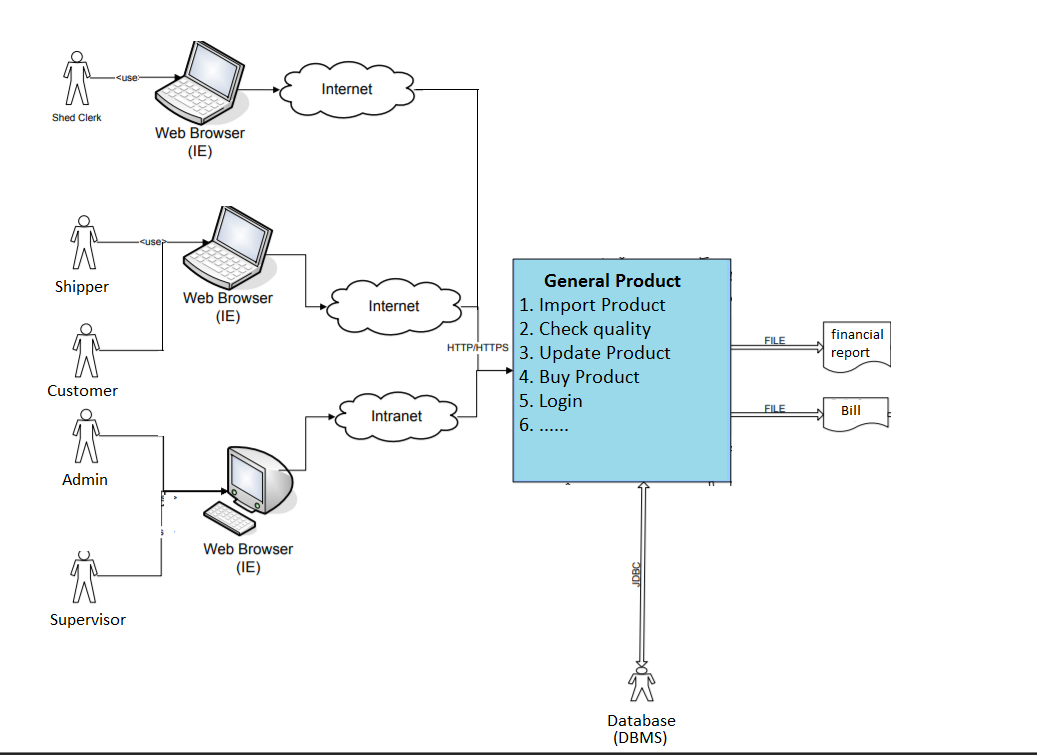 <use>
Shed Clerk
Web Browser
(IE)
Internet
<use>
Shipper
Web Browser
(IE)
Internet
Customer
HTTP/HTTPS
Admin
Intranet
Web Browser
(IE)
Supervisor
General Product
1. Import Product
2. Check quality
3. Update Product
4. Buy Product
5. Login
6. ......
FILE
financial
report
FILE
Bill
JDBC
Database
(DBMS)